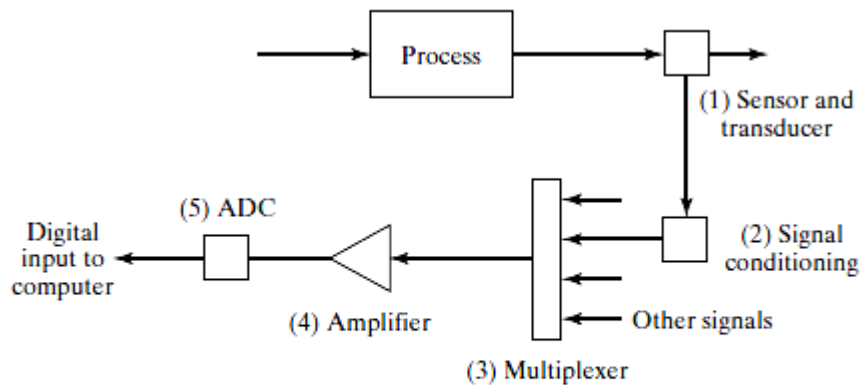 Process
(1) Sensor and
transducer
(5) ADC
Digital
input to
computer
(2) Signal
conditioning
(4) Amplifier
Other signals
(3) Multiplexer